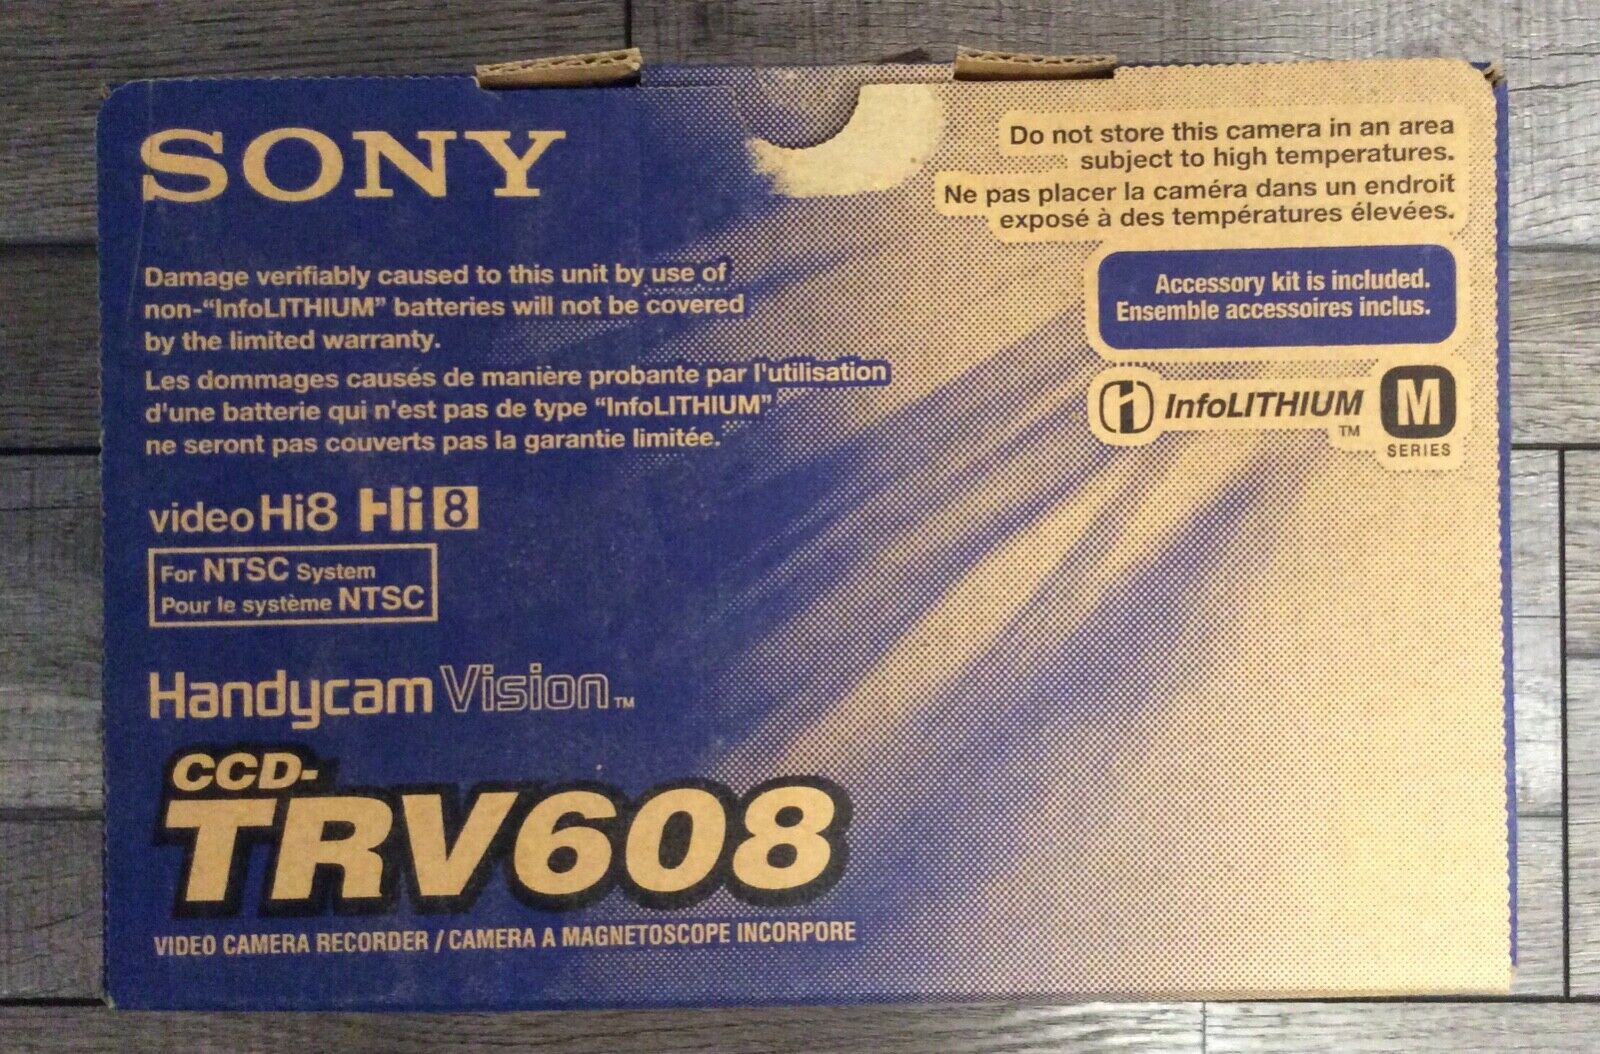 SONY
Do not store this camera in an area
subject to high temperatures.
Ne pas placer la caméra dans un endroit
exposé à des températures élevées.
Accessory kit is included.
Ensemble accessoires inclus.
InfoLITHIUM TM
M
SERIES
Damage verifiably caused to this unit by use of
non-“InfoLITHIUM” batteries will not be covered
by the limited warranty.
Les dommages causés de manière probante par l'utilisation
d'une batterie qui n'est pas de type “InfoLITHIUM”
ne seront pas couverts pas la garantie limitée.
video Hi8 Hi8
For NTSC System
Pour le système NTSC
Handycam Vision TM
CCD-
TRV608
VIDEO CAMERA RECORDER / CAMERA A MAGNETOSCOPE INCORPORE